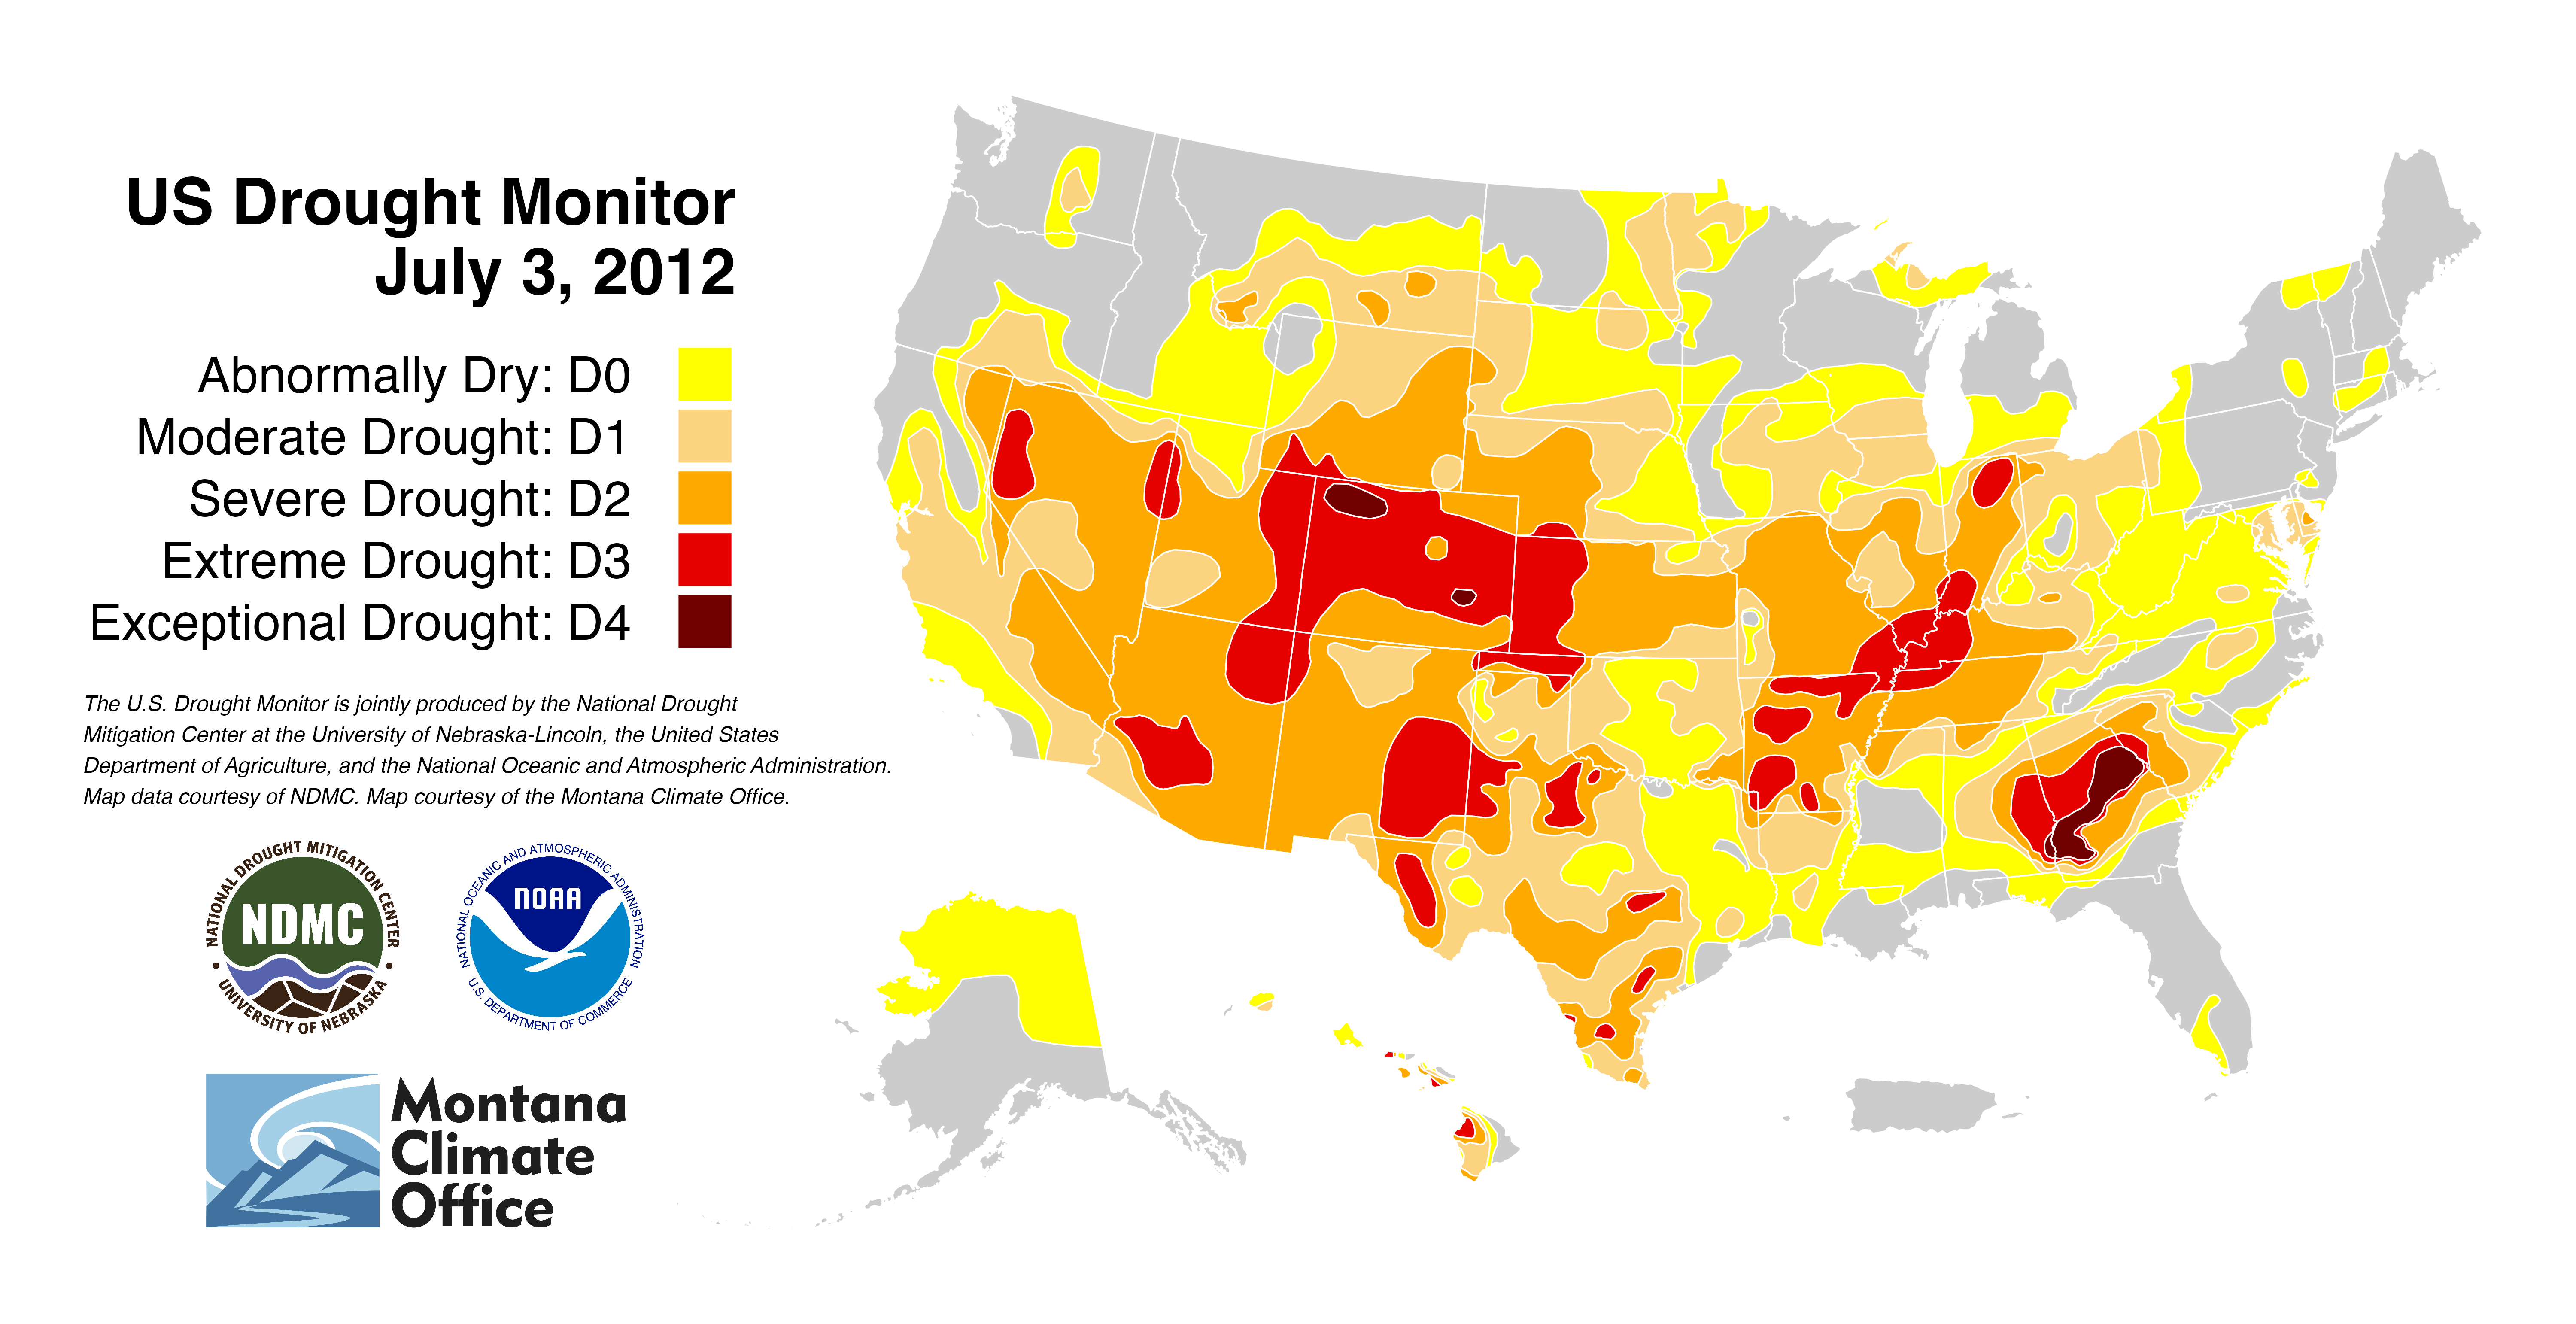 US Drought Monitor
July 3, 2012
Abnormally Dry: D0
Moderate Drought: D1
Severe Drought: D2
Extreme Drought: D3
Exceptional Drought: D4
The U.S. Drought Monitor is jointly produced by the National Drought
Mitigation Center at the University of Nebraska-Lincoln, the United States
Department of Agriculture, and the National Oceanic and Atmospheric Administration.
Map data courtesy of NDMC. Map courtesy of the Montana Climate Office.
NATIONAL DROUGHT MITIGATION CENTER
NDMC
UNIVERSITY OF NEBRASKA
NATIONAL OCEANIC AND ATMOSPHERIC ADMINISTRATION
NOAA
U.S. DEPARTMENT OF COMMERCE
Montana
Climate
Office